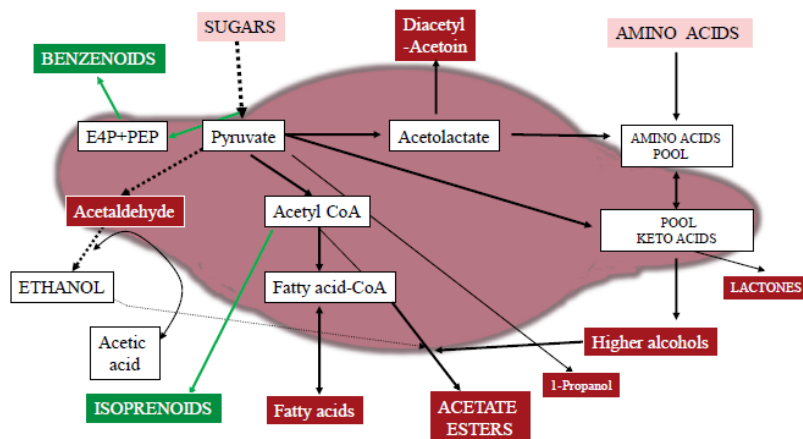 SUGARS
Diacetyl
-Acetoin
AMINO ACIDS
BENZENOIDS
E4P+PEP
Pyruvate
Acetolactate
AMINO ACIDS
POOL
Acetaldehyde
Acetyl CoA
POOL
KETO ACIDS
ETHANOL
Fatty acid-CoA
LACTONES
Acetic
acid
Higher alcohols
1-Propanol
ISOPRENOIDS
Fatty acids
ACETATE
ESTERS